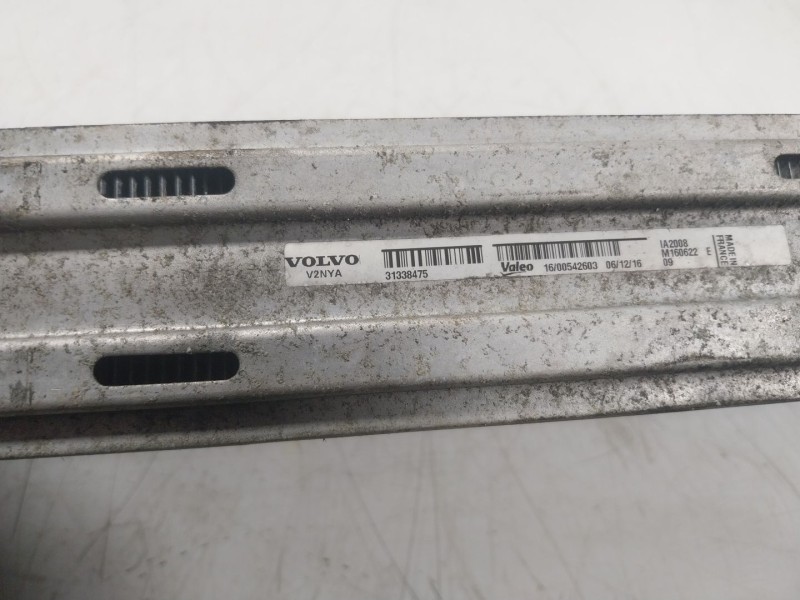 VOLVO
V2NYA
31338475
Valeo 16/00542603 06/12/16
IA2008
M160622 E
09
MADE IN
FRANCE